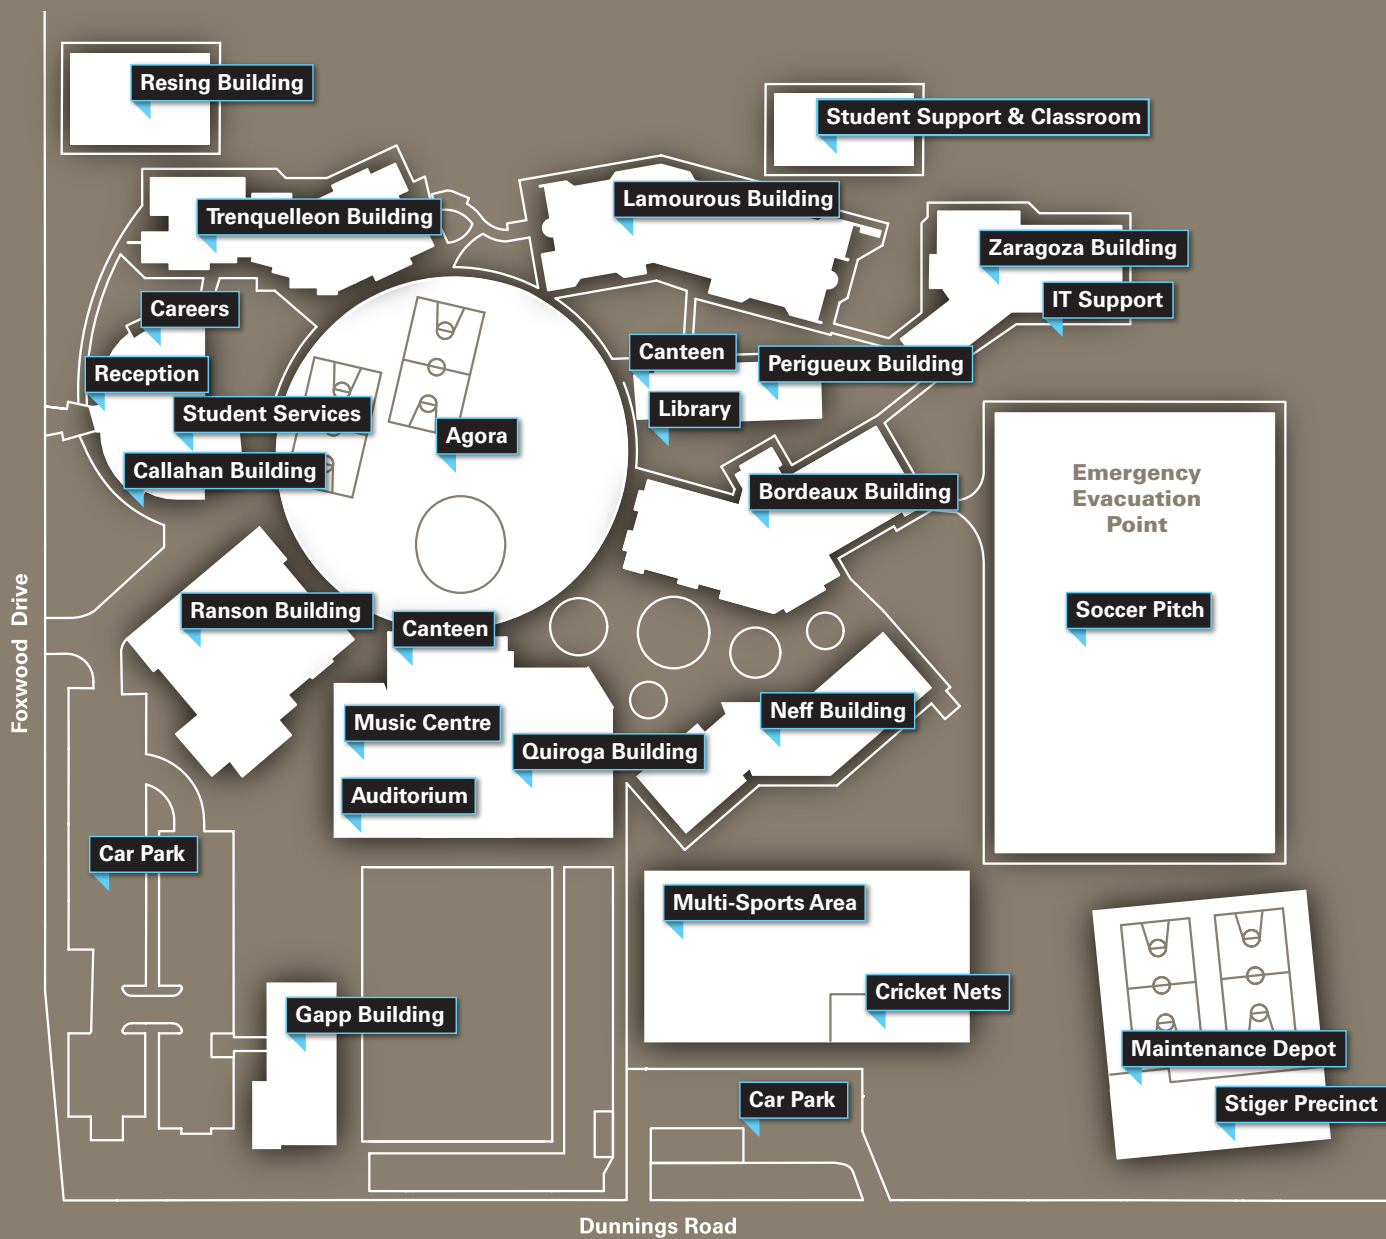 Resing Building
Student Support & Classroom
Lamourous Building
Trenquelleon Building
Zaragoza Building
IT Support
Careers
Canteen
Perigueux Building
Reception
Library
Student Services
Agora
Callahan Building
Bordeaux Building
Emergency
Evacuation
Point
Soccer Pitch
Ranson Building
Canteen
Foxwood Drive
Neff Building
Music Centre
Quiroga Building
Auditorium
Car Park
Multi-Sports Area
Cricket Nets
Gapp Building
Maintenance Depot
Car Park
Stiger Precinct
Dunnings Road